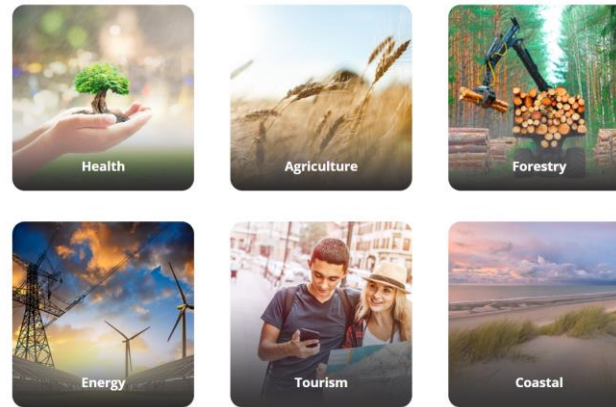 Health
Agriculture
Forestry
Energy
Tourism
Coastal